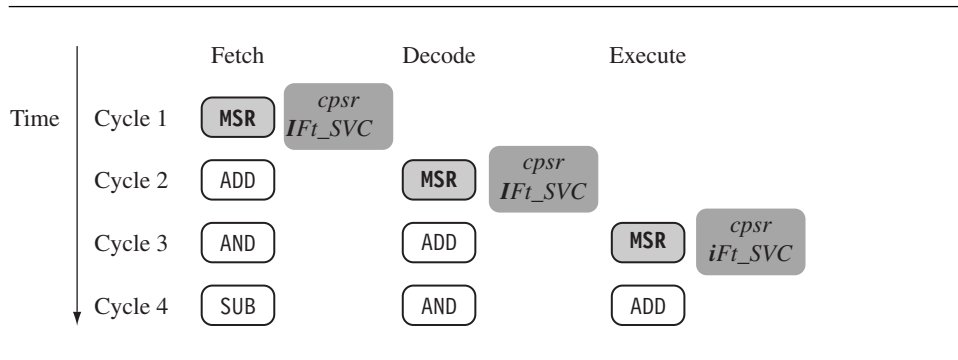 Fetch Decode Execute
Time Cycle 1 MSR cpsr
IFt_SVC
Cycle 2 ADD MSR cpsr
IFt_SVC
Cycle 3 AND ADD MSR cpsr
iFt_SVC
Cycle 4 SUB AND ADD